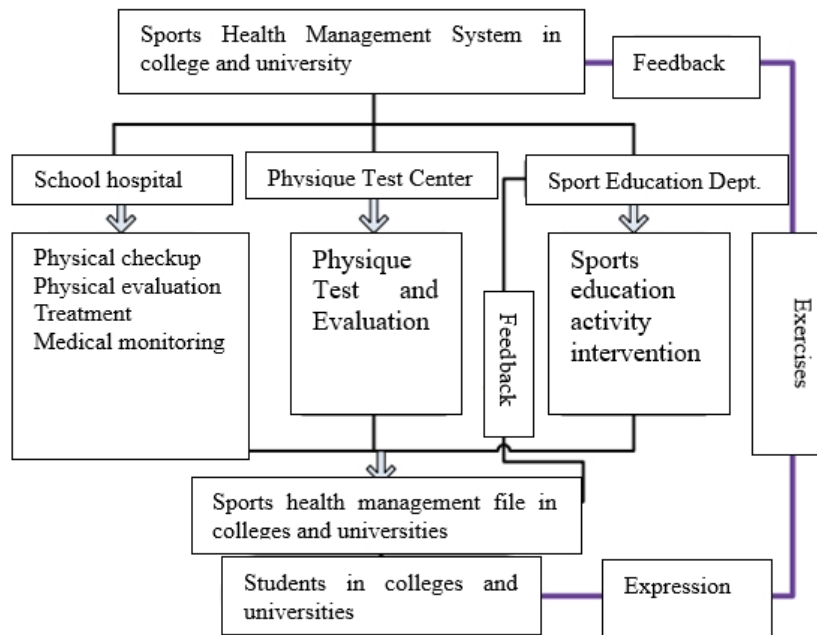 Sports Health Management System in
college and university
Feedback
School hospital
Physique Test Center
Sport Education Dept.
Physical checkup
Physical evaluation
Treatment
Medical monitoring
Physique
Test and
Evaluation
Feedback
Sports
education
activity
intervention
Exercises
Sports health management file in
colleges and universities
Students in colleges and
universities
Expression